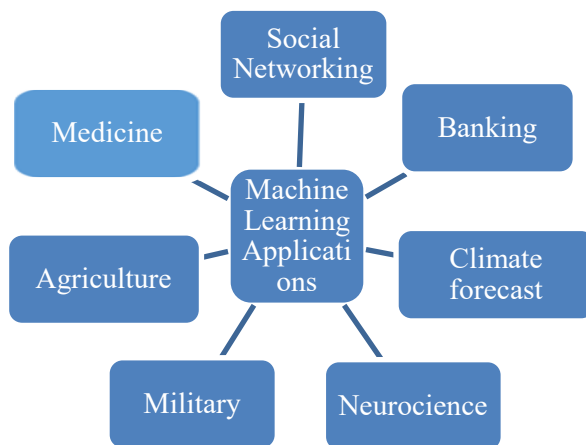 Social
Networking
Medicine
Banking
Machine
Learning
Applicati
ons
Agriculture
Climate
forecast
Military
Neurocience